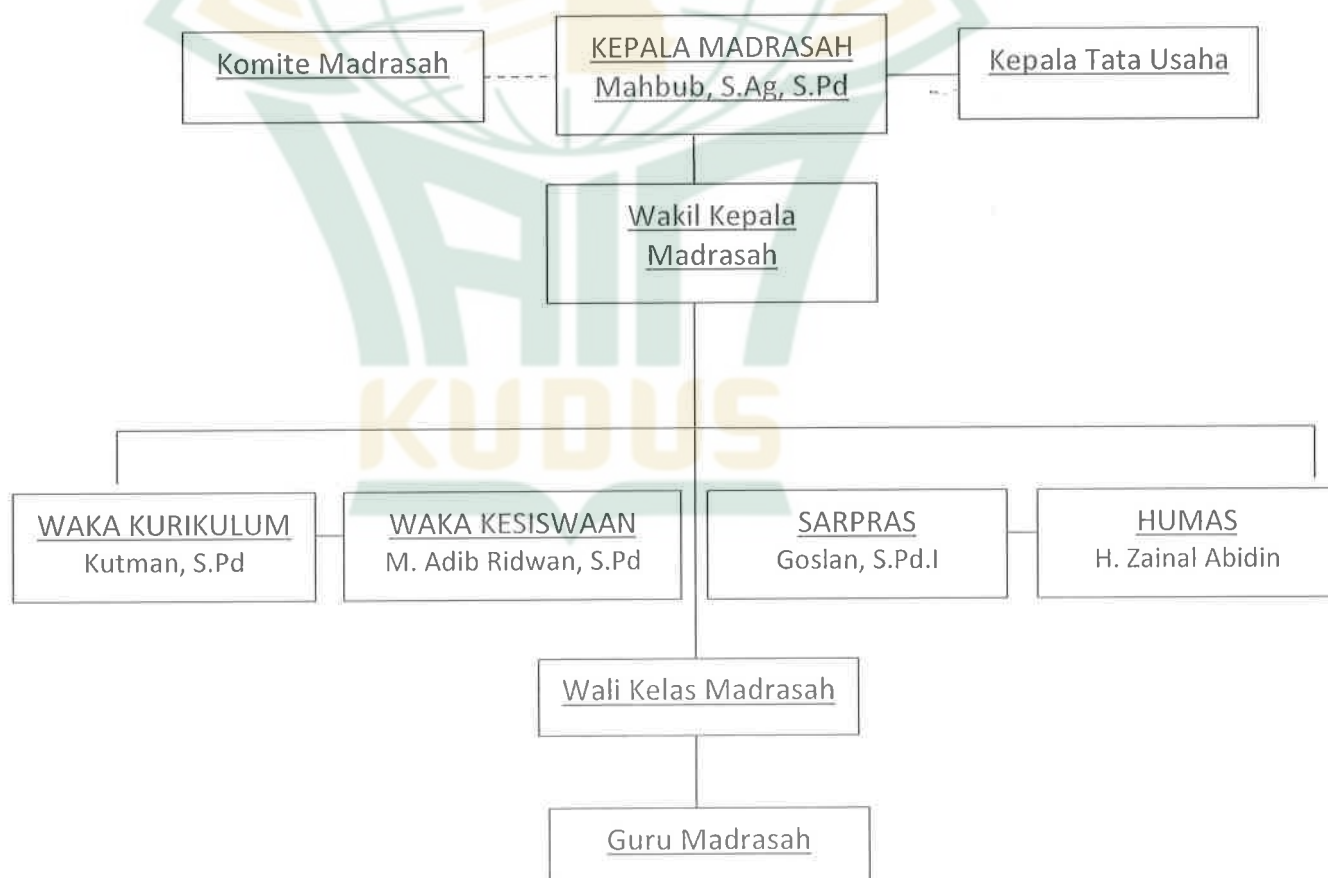 Komite Madrasah
KEPALA MADRASAH
Mahbub, S.Ag, S.Pd
Kepala Tata Usaha
Wakil Kepala
Madrasah
WAKA KURIKULUM
Kutman, S.Pd
WAKA KESISWAAN
M. Adib Ridwan, S.Pd
SARPRAS
Goslan, S.Pd.I
HUMAS
H. Zainal Abidin
Wali Kelas Madrasah
Guru Madrasah
IAIN
KUDUS